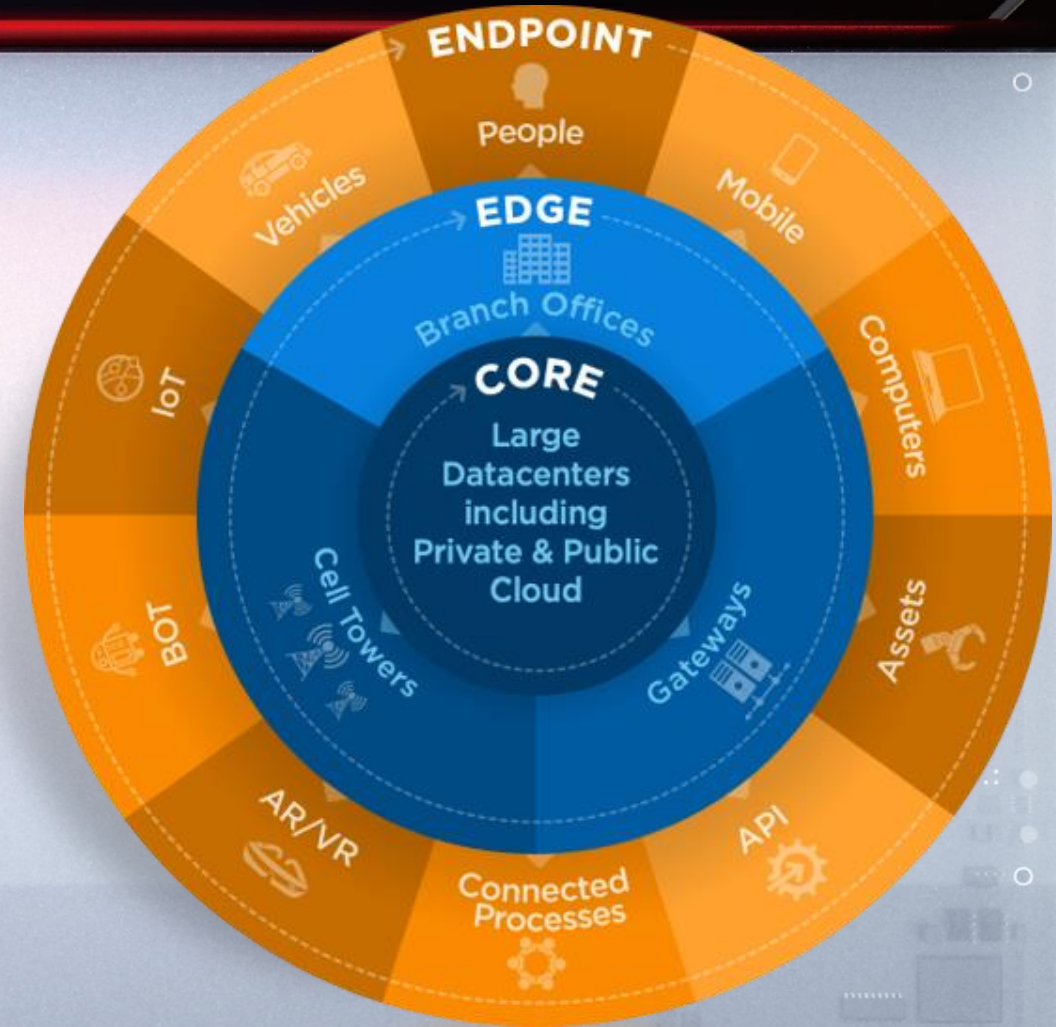 ENDPOINT
People
Mobile
Computers
Assets
API
Connected
Processes
AR/VR
BOT
IoT
Vehicles
EDGE
Branch Offices
Gateways
Cell Towers
CORE
Large
Datacenters
including
Private & Public
Cloud